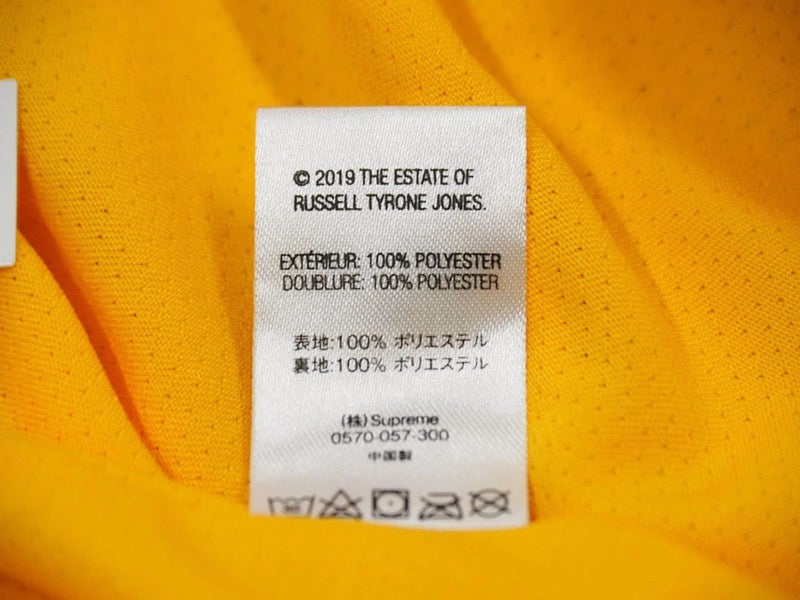 © 2019 THE ESTATE OF
RUSSELL TYRONE JONES.
EXTÉRIEUR: 100% POLYESTER
DOUBLURE: 100% POLYESTER
表地:100% ポリエステル
裏地:100% ポリエステル
(株)Supreme
0570-057-300
中国製